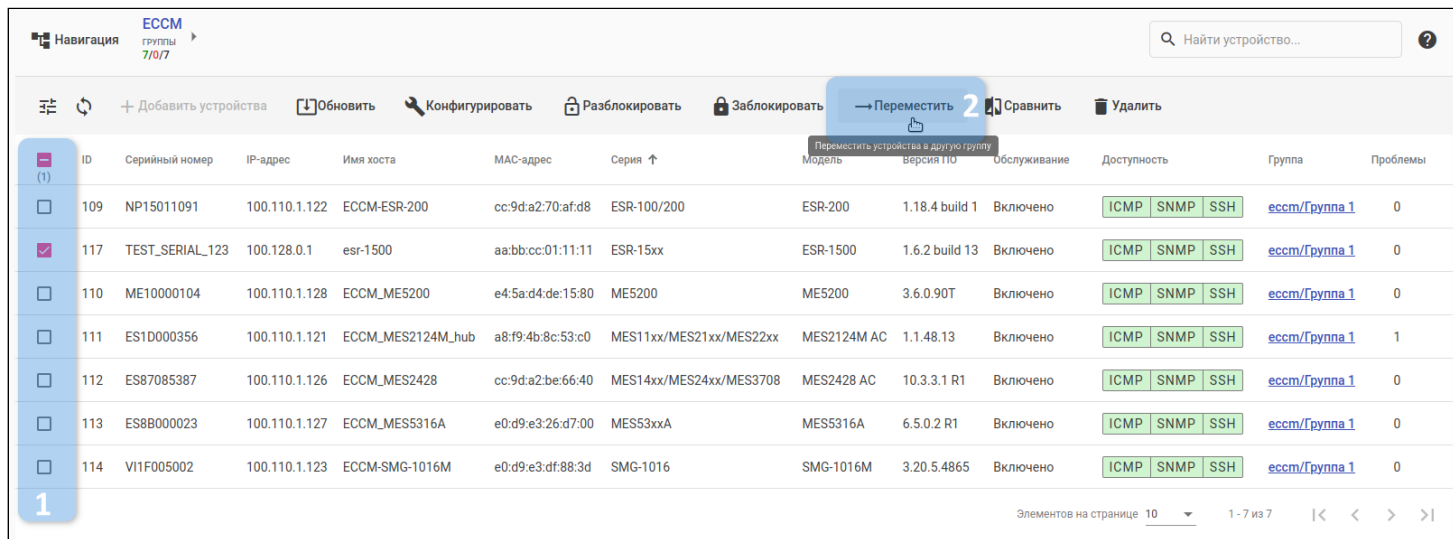 Навигация ECCM Найти устройство...
ГРУППЫ
7/0/7
Добавить устройства Обновить Конфигурировать Разблокировать Заблокировать Переместить 2 Сравнить Удалить
Переместить устройства в другую группу
(1) ID Серийный номер IP-адрес Имя хоста MAC-адрес Серия Модель Версия ПО Обслуживание Доступность Группа Проблемы
109 NP15011091 100.110.1.122 ECCM-ESR-200 cc:9d:a2:70:af:d8 ESR-100/200 ESR-200 1.18.4 build 1 Включено ICMP SNMP SSH eccm/Группа 1 0
117 TEST_SERIAL_123 100.128.0.1 esr-1500 aa:bb:cc:01:11:11 ESR-15xx ESR-1500 1.6.2 build 13 Включено ICMP SNMP SSH eccm/Группа 1 0
110 ME10000104 100.110.1.128 ECCM_ME5200 e4:5a:d4:de:15:80 ME5200 ME5200 3.6.0.90T Включено ICMP SNMP SSH eccm/Группа 1 0
111 ES1D000356 100.110.1.121 ECCM_MES2124M_hub a8:f9:4b:8c:53:c0 MES11xx/MES21xx/MES22xx MES2124M AC 1.1.48.13 Включено ICMP SNMP SSH eccm/Группа 1 1
112 ES87085387 100.110.1.126 ECCM_MES2428 cc:9d:a2:be:66:40 MES14xx/MES24xx/MES3708 MES2428 AC 10.3.3.1 R1 Включено ICMP SNMP SSH eccm/Группа 1 0
113 ES8B000023 100.110.1.127 ECCM_MES5316A e0:d9:e3:26:d7:00 MES53xxA MES5316A 6.5.0.2 R1 Включено ICMP SNMP SSH eccm/Группа 1 0
114 VI1F005002 100.110.1.123 ECCM-SMG-1016M e0:d9:e3:df:88:3d SMG-1016 SMG-1016M 3.20.5.4865 Включено ICMP SNMP SSH eccm/Группа 1 0
1
Элементов на странице 10 1 - 7 из 7